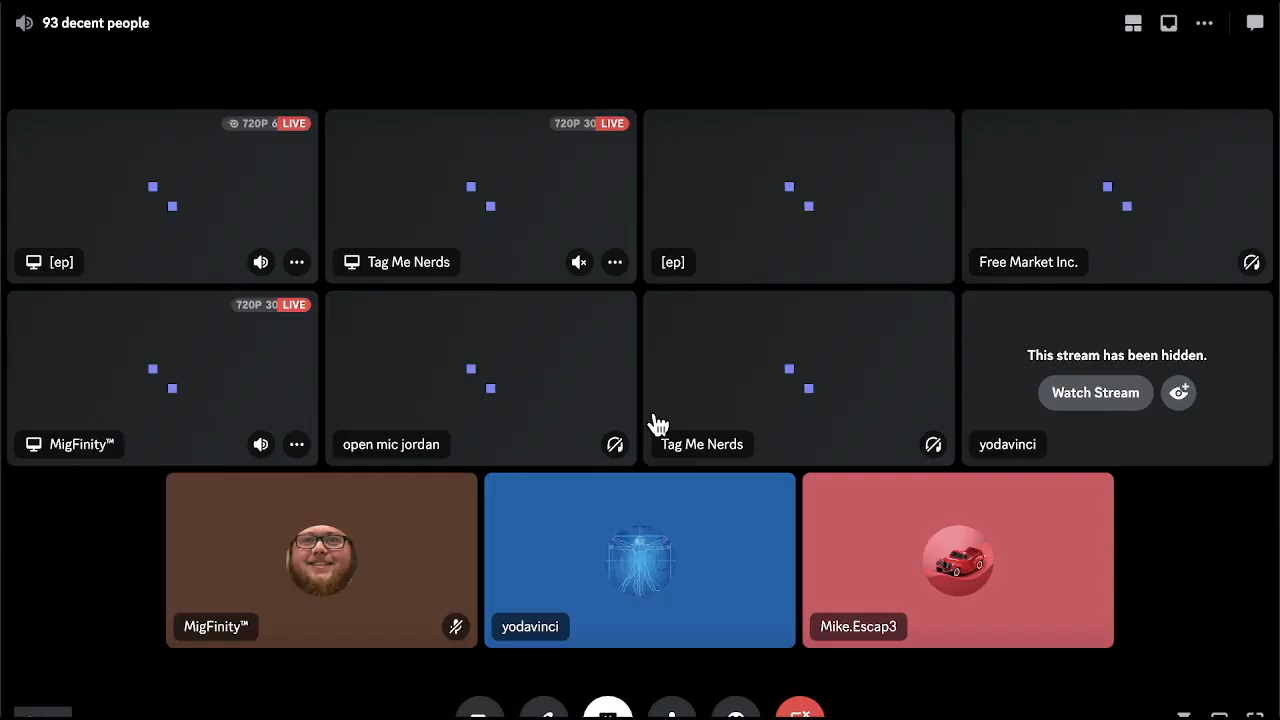 93 decent people
720P 6 LIVE
[ep]
720P 30 LIVE
Tag Me Nerds
[ep]
Free Market Inc.
720P 30 LIVE
MigFinity™
open mic jordan
Tag Me Nerds
This stream has been hidden.
Watch Stream
yodavinci
MigFinity™
yodavinci
Mike.Escap3